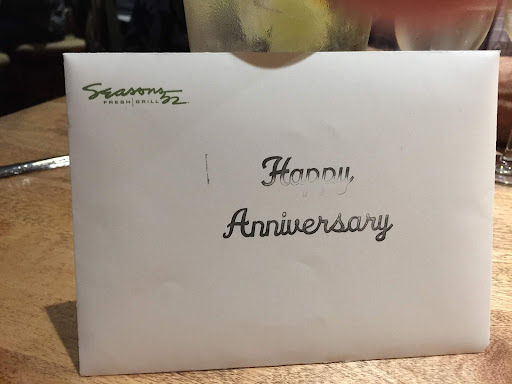 Seasons 52
FRESH GRILL
Happy
Anniversary